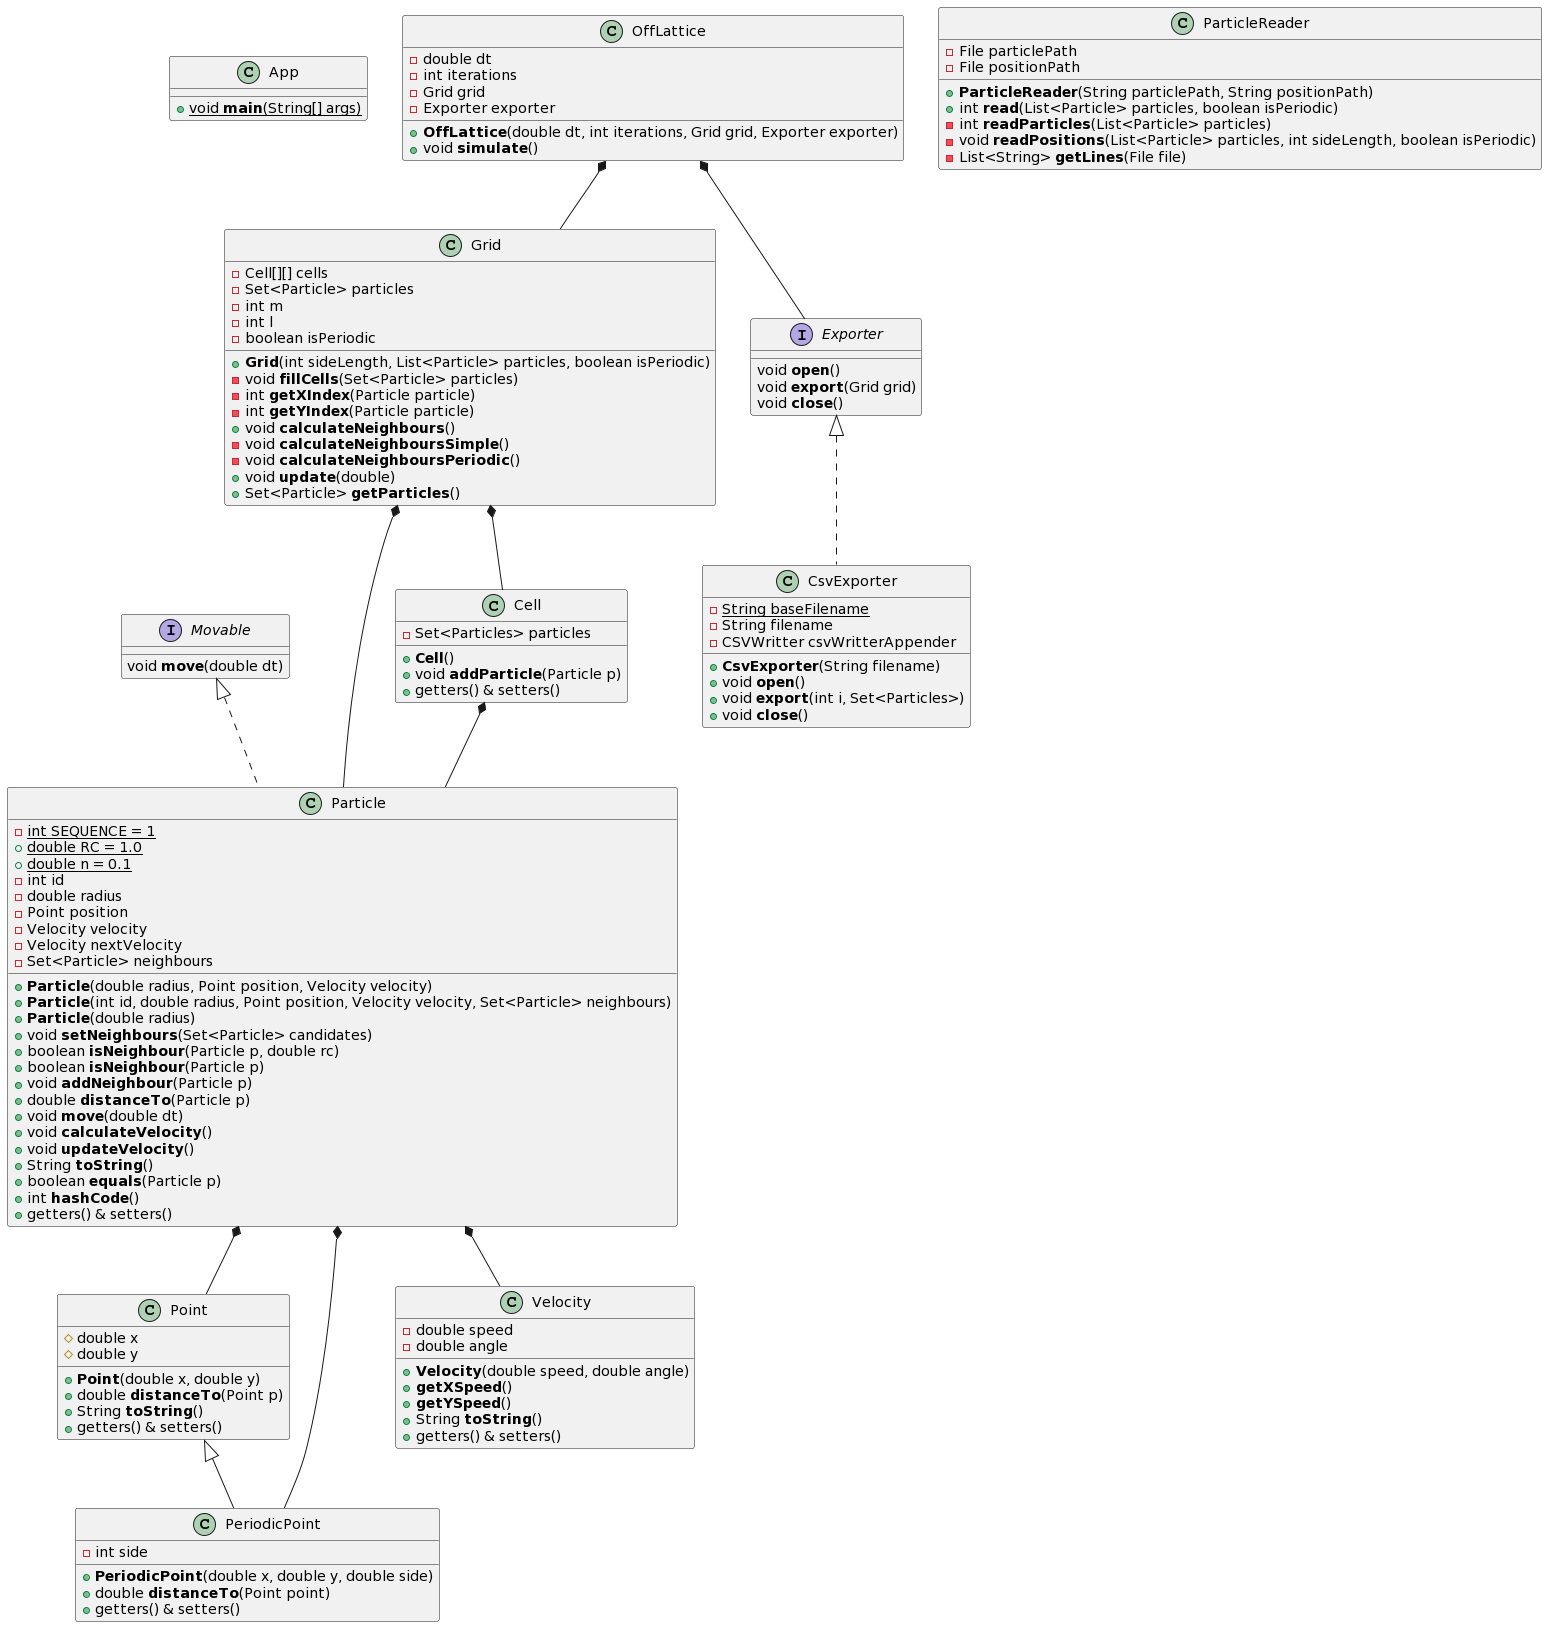 C App
void main(String[] args)
C OffLattice
double dt
int iterations
Grid grid
Exporter exporter
OffLattice(double dt, int iterations, Grid grid, Exporter exporter)
void simulate()
C ParticleReader
File particlePath
File positionPath
ParticleReader(String particlePath, String positionPath)
int read(List<Particle> particles, boolean isPeriodic)
int readParticles(List<Particle> particles)
void readPositions(List<Particle> particles, int sideLength, boolean isPeriodic)
List<String> getLines(File file)
C Grid
Cell[][] cells
Set<Particle> particles
int m
int l
boolean isPeriodic
Grid(int sideLength, List<Particle> particles, boolean isPeriodic)
void fillCells(Set<Particle> particles)
int getXIndex(Particle particle)
int getYIndex(Particle particle)
void calculateNeighbours()
void calculateNeighboursSimple()
void calculateNeighboursPeriodic()
void update(double)
Set<Particle> getParticles()
I Exporter
void open()
void export(Grid grid)
void close()
I Movable
void move(double dt)
C Cell
Set<Particles> particles
Cell()
void addParticle(Particle p)
getters() & setters()
C CsvExporter
String baseFilename
String filename
CSVWritter csvWritterAppender
CsvExporter(String filename)
void open()
void export(int i, Set<Particles>)
void close()
C Particle
int SEQUENCE = 1
double RC = 1.0
double n = 0.1
int id
double radius
Point position
Velocity velocity
Velocity nextVelocity
Set<Particle> neighbours
Particle(double radius, Point position, Velocity velocity)
Particle(int id, double radius, Point position, Velocity velocity, Set<Particle> neighbours)
Particle(double radius)
void setNeighbours(Set<Particle> candidates)
boolean isNeighbour(Particle p, double rc)
boolean isNeighbour(Particle p)
void addNeighbour(Particle p)
double distanceTo(Particle p)
void move(double dt)
void calculateVelocity()
void updateVelocity()
String toString()
boolean equals(Particle p)
int hashCode()
getters() & setters()
C Point
double x
double y
Point(double x, double y)
double distanceTo(Point p)
String toString()
getters() & setters()
C Velocity
double speed
double angle
Velocity(double speed, double angle)
getXSpeed()
getYSpeed()
String toString()
getters() & setters()
C PeriodicPoint
int side
PeriodicPoint(double x, double y, double side)
double distanceTo(Point point)
getters() & setters()